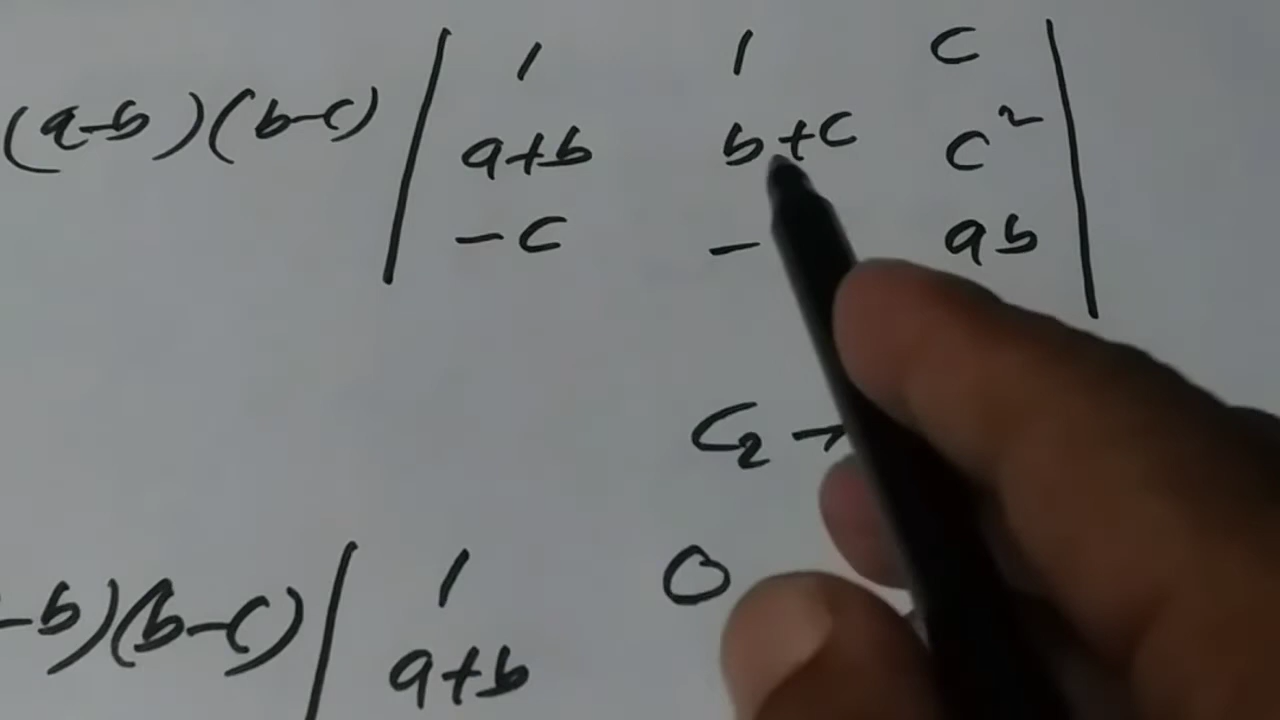 (a-b)(b-c) | 1 1 c |
| a+b b+c c² |
| -c - ab |
C₂ →
-b)(b-c) | 1 0
| a+b